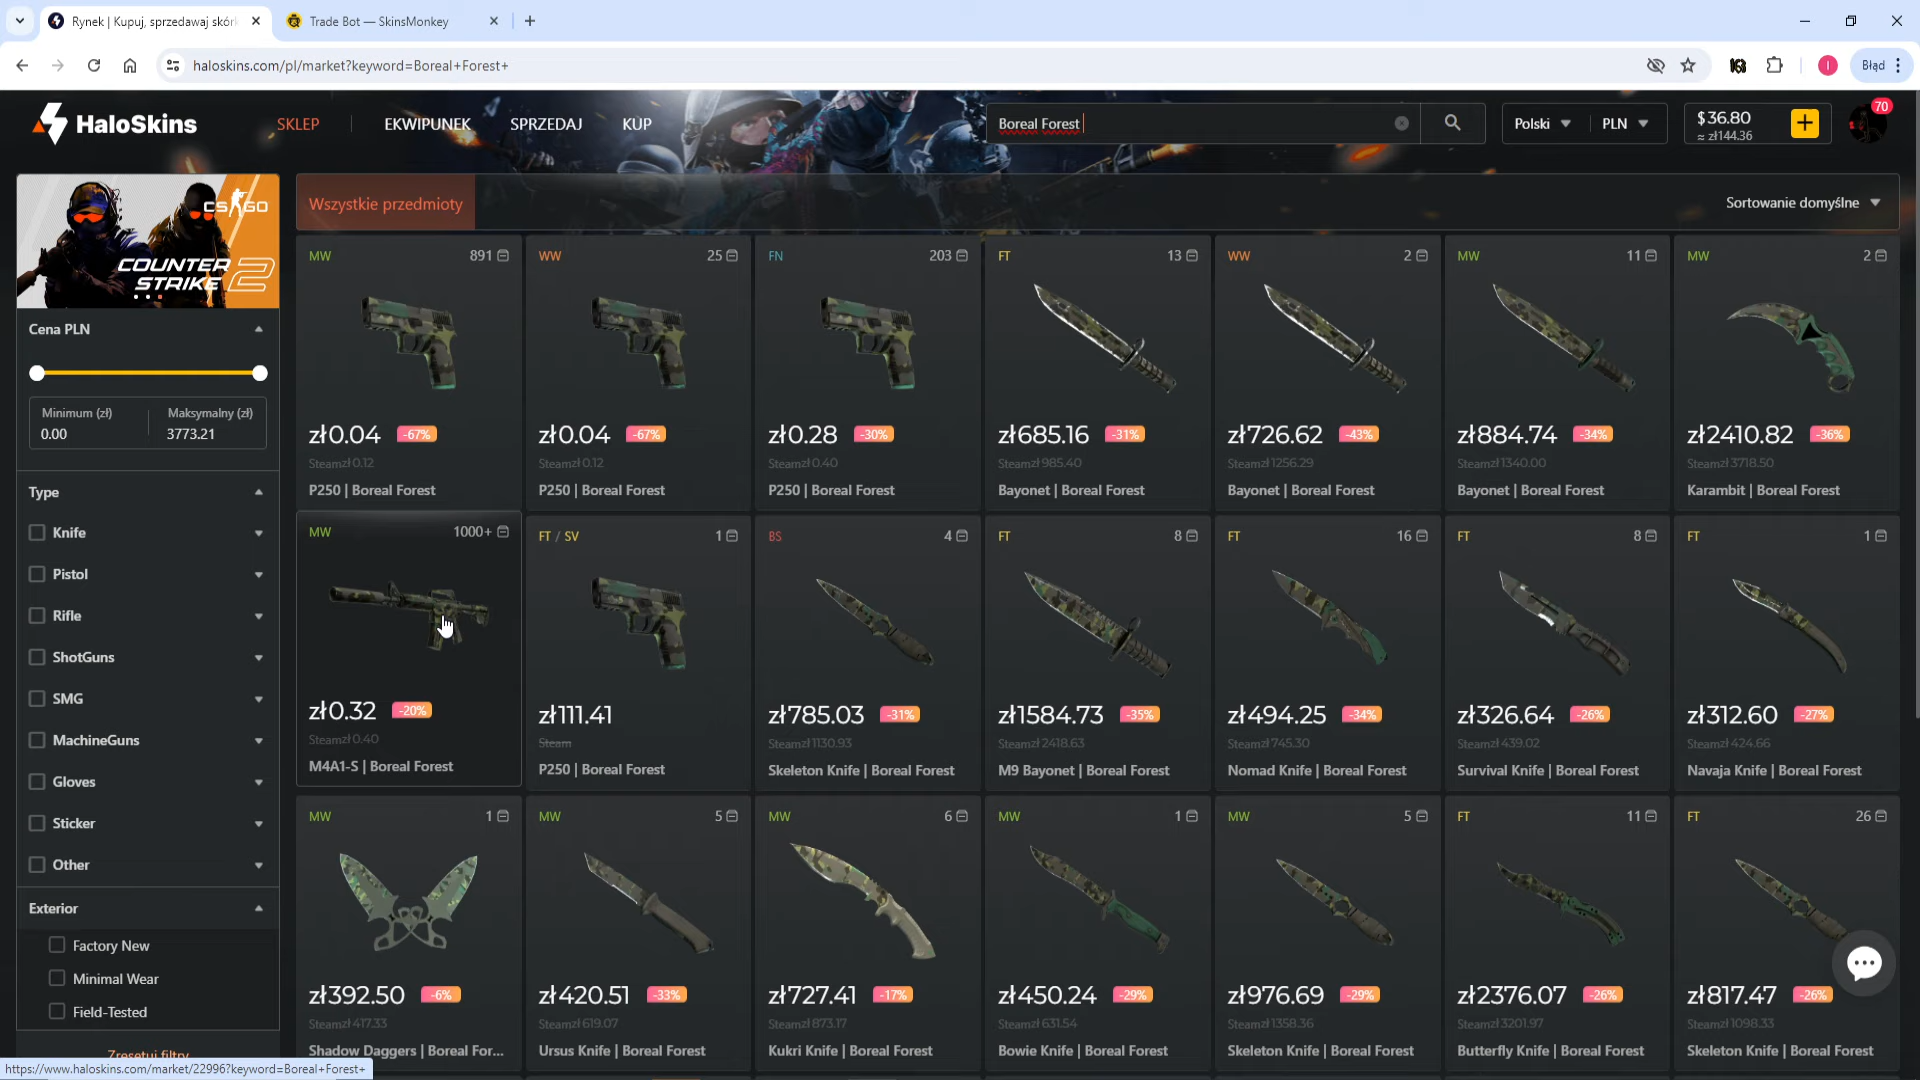 Rynek | Kupuj, sprzedawaj skórk
Trade Bot — SkinsMonkey
haloskins.com/pl/market?keyword=Boreal+Forest+
Błąd
HaloSkins
SKLEP
EKWIPUNEK
SPRZEDAJ
KUP
Boreal Forest
Polski
PLN
$36.80
≈ zł144.36
70
CS GO
COUNTER
STRIKE 2
Wszystkie przedmioty
Sortowanie domyślne
Cena PLN
Minimum (zł)
0.00
Maksymalny (zł)
3773.21
Type
Knife
Pistol
Rifle
ShotGuns
SMG
MachineGuns
Gloves
Sticker
Other
Exterior
Factory New
Minimal Wear
Field-Tested
Zresetuj filtry
MW 891
zł0.04 -67%
Steam zł 0.12
P250 | Boreal Forest
WW 25
zł0.04 -67%
Steam zł 0.12
P250 | Boreal Forest
FN 203
zł0.28 -30%
Steam zł 0.40
P250 | Boreal Forest
FT 13
zł685.16 -31%
Steam zł 985.40
Bayonet | Boreal Forest
WW 2
zł726.62 -43%
Steam zł 1256.29
Bayonet | Boreal Forest
MW 11
zł884.74 -34%
Steam zł 1340.00
Bayonet | Boreal Forest
MW 2
zł2410.82 -36%
Steam zł 3718.50
Karambit | Boreal Forest
MW 1000+
zł0.32 -20%
Steam zł 0.40
M4A1-S | Boreal Forest
FT / SV 1
zł111.41
Steam
P250 | Boreal Forest
BS 4
zł785.03 -31%
Steam zł 1130.93
Skeleton Knife | Boreal Forest
FT 8
zł1584.73 -35%
Steam zł 2418.63
M9 Bayonet | Boreal Forest
FT 16
zł494.25 -34%
Steam zł 745.30
Nomad Knife | Boreal Forest
FT 8
zł326.64 -26%
Steam zł 439.02
Survival Knife | Boreal Forest
FT 1
zł312.60 -27%
Steam zł 424.66
Navaja Knife | Boreal Forest
MW 1
zł392.50 -6%
Steam zł 417.33
Shadow Daggers | Boreal For...
MW 5
zł420.51 -33%
Steam zł 619.07
Ursus Knife | Boreal Forest
MW 6
zł727.41 -17%
Steam zł 873.17
Kukri Knife | Boreal Forest
MW 1
zł450.24 -29%
Steam zł 631.54
Bowie Knife | Boreal Forest
MW 5
zł976.69 -29%
Steam zł 1358.36
Skeleton Knife | Boreal Forest
FT 11
zł2376.07 -26%
Steam zł 3201.97
Butterfly Knife | Boreal Forest
FT 26
zł817.47 -26%
Steam zł 1098.33
Skeleton Knife | Boreal Forest
https://www.haloskins.com/market/22996?keyword=Boreal+Forest+